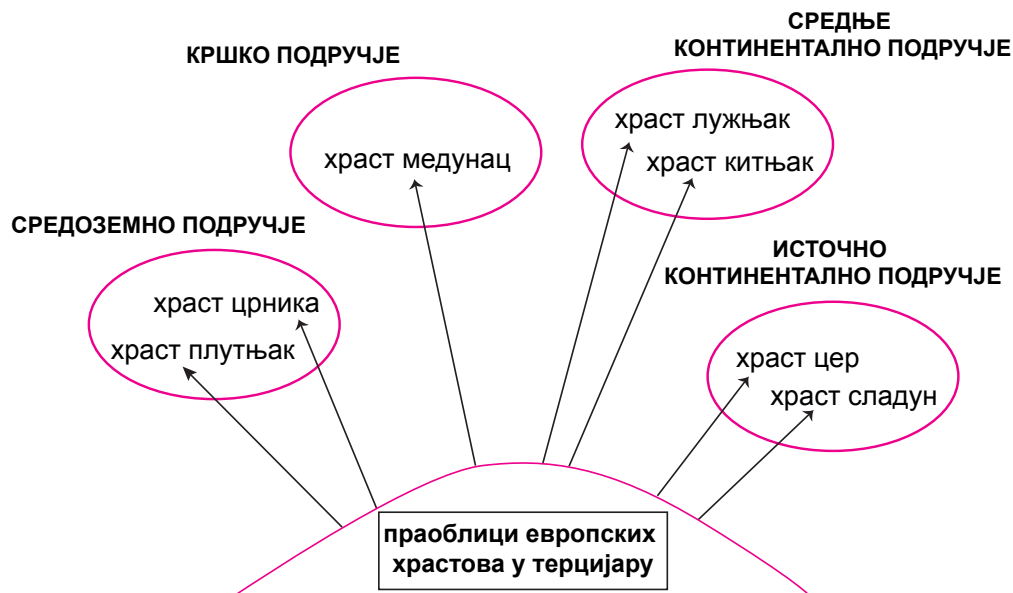 СРЕДЊЕ
КОНТИНЕНТАЛНО ПОДРУЧЈЕ
КРШКО ПОДРУЧЈЕ
храст лужњак
храст китњак
храст медунац
СРЕДОЗЕМНО ПОДРУЧЈЕ
ИСТОЧНО
КОНТИНЕНТАЛНО ПОДРУЧЈЕ
храст црника
храст плутњак
храст цер
храст сладун
праоблици европских
храстова у терцијару